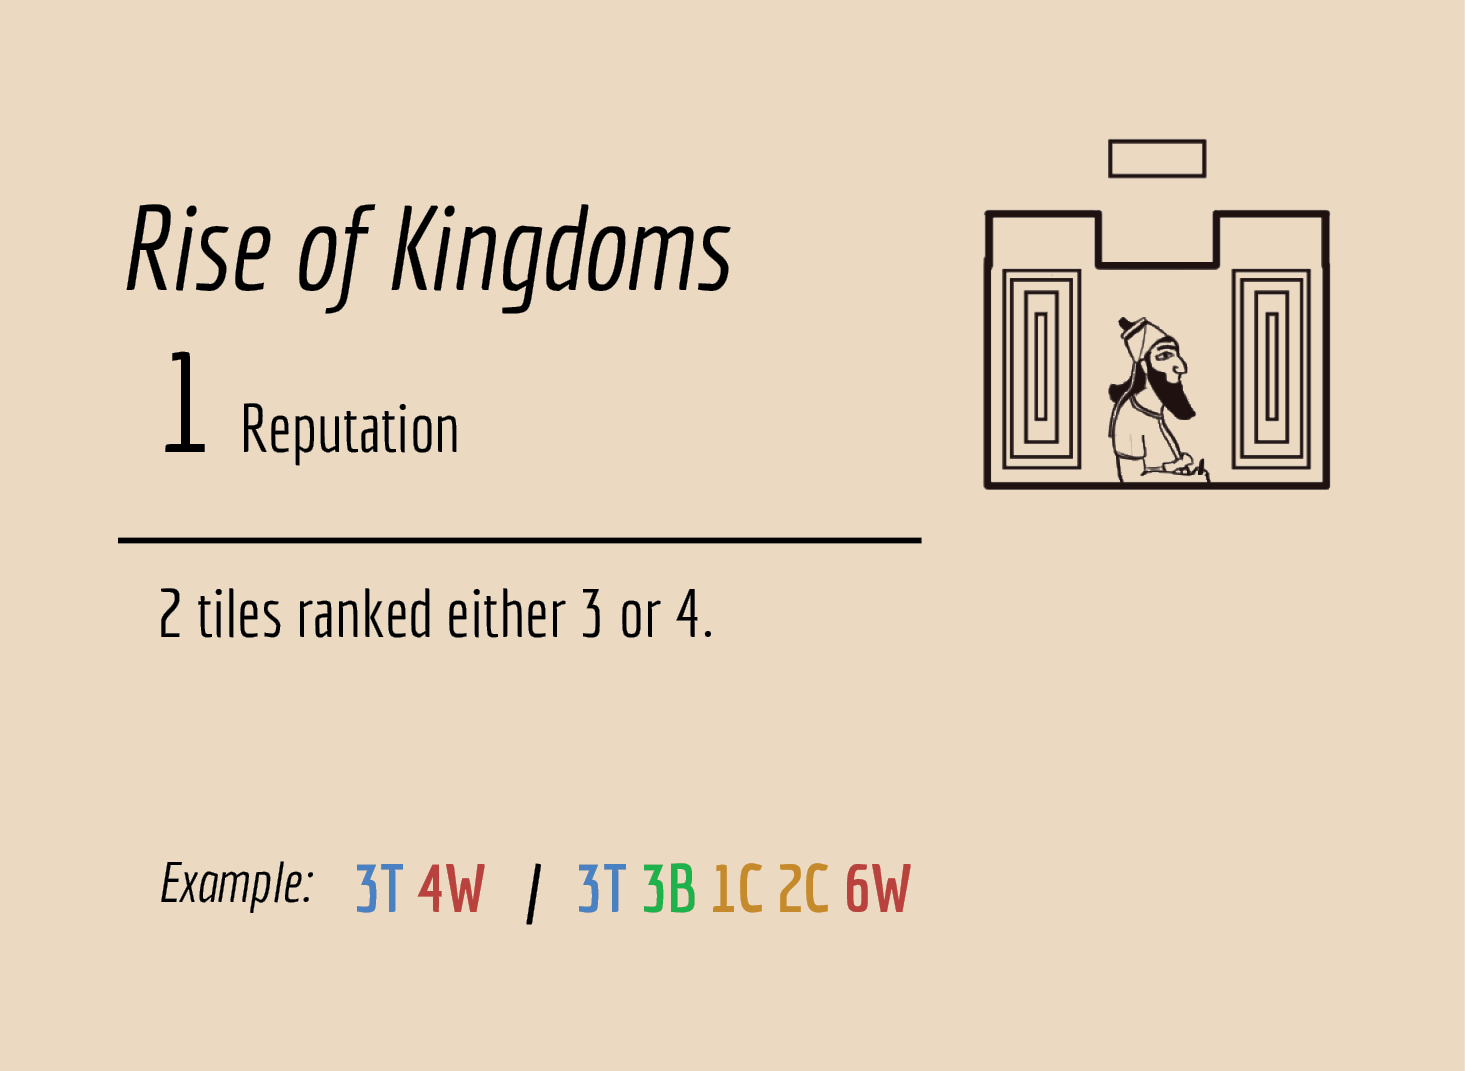 Rise of Kingdoms
1 Reputation
2 tiles ranked either 3 or 4.
Example: 3T 4W / 3T 3B 1C 2C 6W